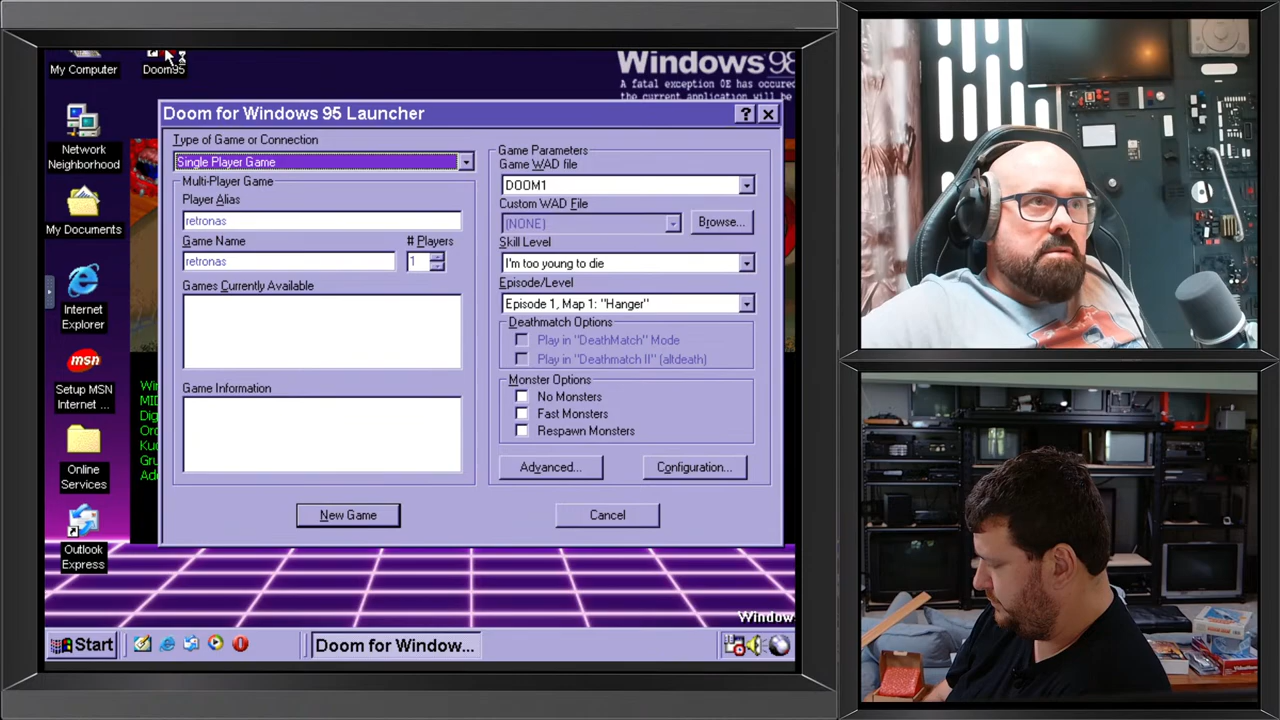 My Computer
Doom95
Windows 98
A fatal exception 0E has occured
the current application will be
Network
Neighborhood
My Documents
Internet
Explorer
msn
Setup MSN
Internet ...
Online
Services
Outlook
Express
Doom for Windows 95 Launcher
Type of Game or Connection
Single Player Game
Multi-Player Game
Player Alias
retronas
Game Name
# Players
retronas
1
Games Currently Available
Game Information
Game Parameters
Game WAD file
DOOM1
Custom WAD File
(NONE)
Browse...
Skill Level
I'm too young to die
Episode/Level
Episode 1, Map 1: "Hanger"
Deathmatch Options
Play in "DeathMatch" Mode
Play in "Deathmatch II" (altdeath)
Monster Options
No Monsters
Fast Monsters
Respawn Monsters
Advanced...
Configuration...
New Game
Cancel
Window
Start
Doom for Window...